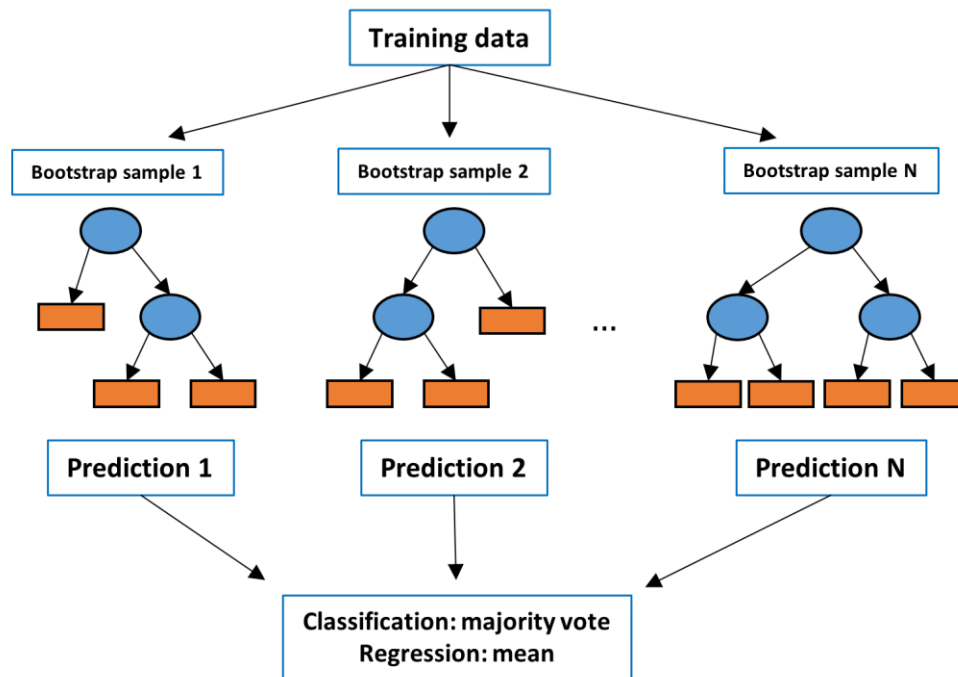 Training data
Bootstrap sample 1
Bootstrap sample 2
Bootstrap sample N
...
Prediction 1
Prediction 2
Prediction N
Classification: majority vote
Regression: mean